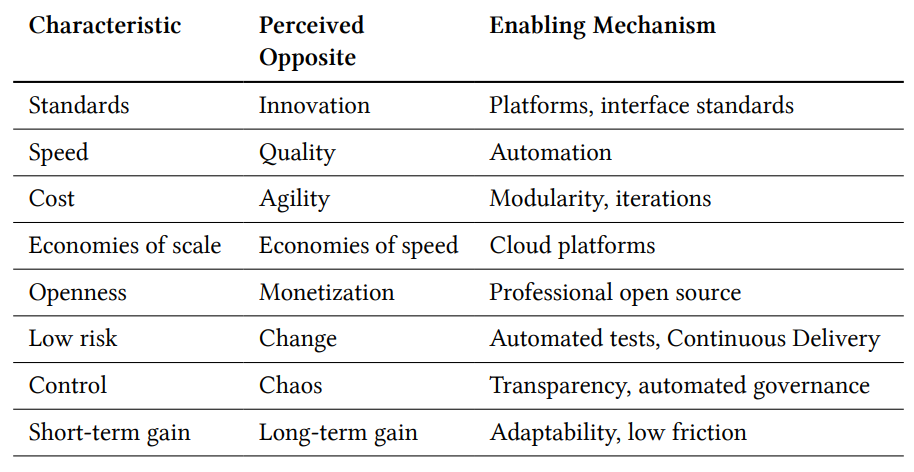 Characteristic Perceived Opposite Enabling Mechanism
Standards Innovation Platforms, interface standards
Speed Quality Automation
Cost Agility Modularity, iterations
Economies of scale Economies of speed Cloud platforms
Openness Monetization Professional open source
Low risk Change Automated tests, Continuous Delivery
Control Chaos Transparency, automated governance
Short-term gain Long-term gain Adaptability, low friction